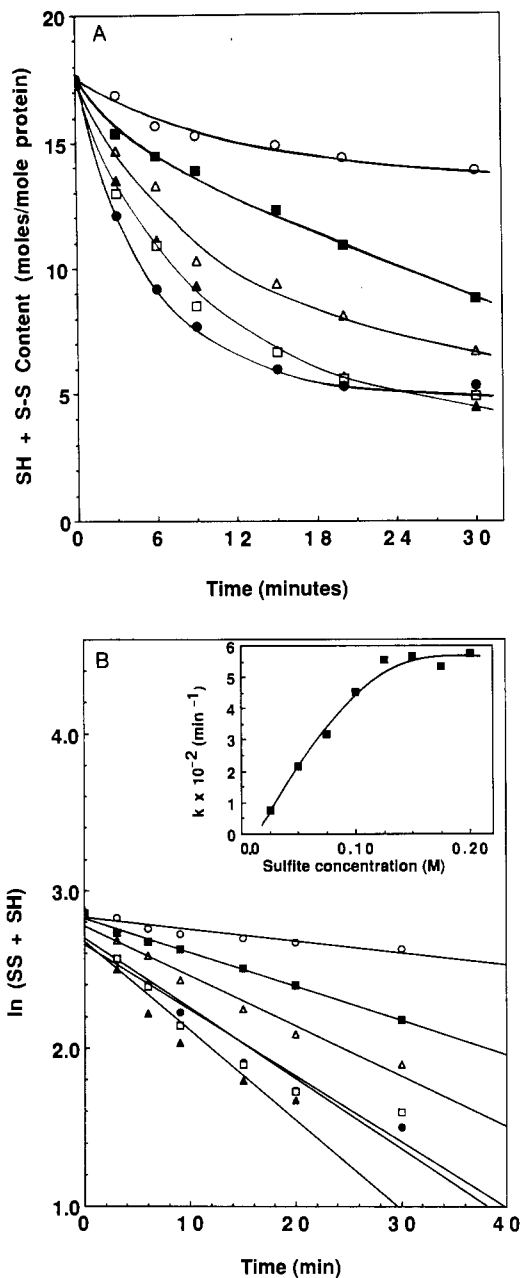 A
20
15
10
5
0
SH + S-S Content (moles/mole protein)
0 6 12 18 24 30
Time (minutes)
B
4.0
3.0
2.0
1.0
ln (SS + SH)
6
5
4
3
2
1
0
k x 10⁻² (min⁻¹)
0.0 0.10 0.20
Sulfite concentration (M)
0 10 20 30 40
Time (min)